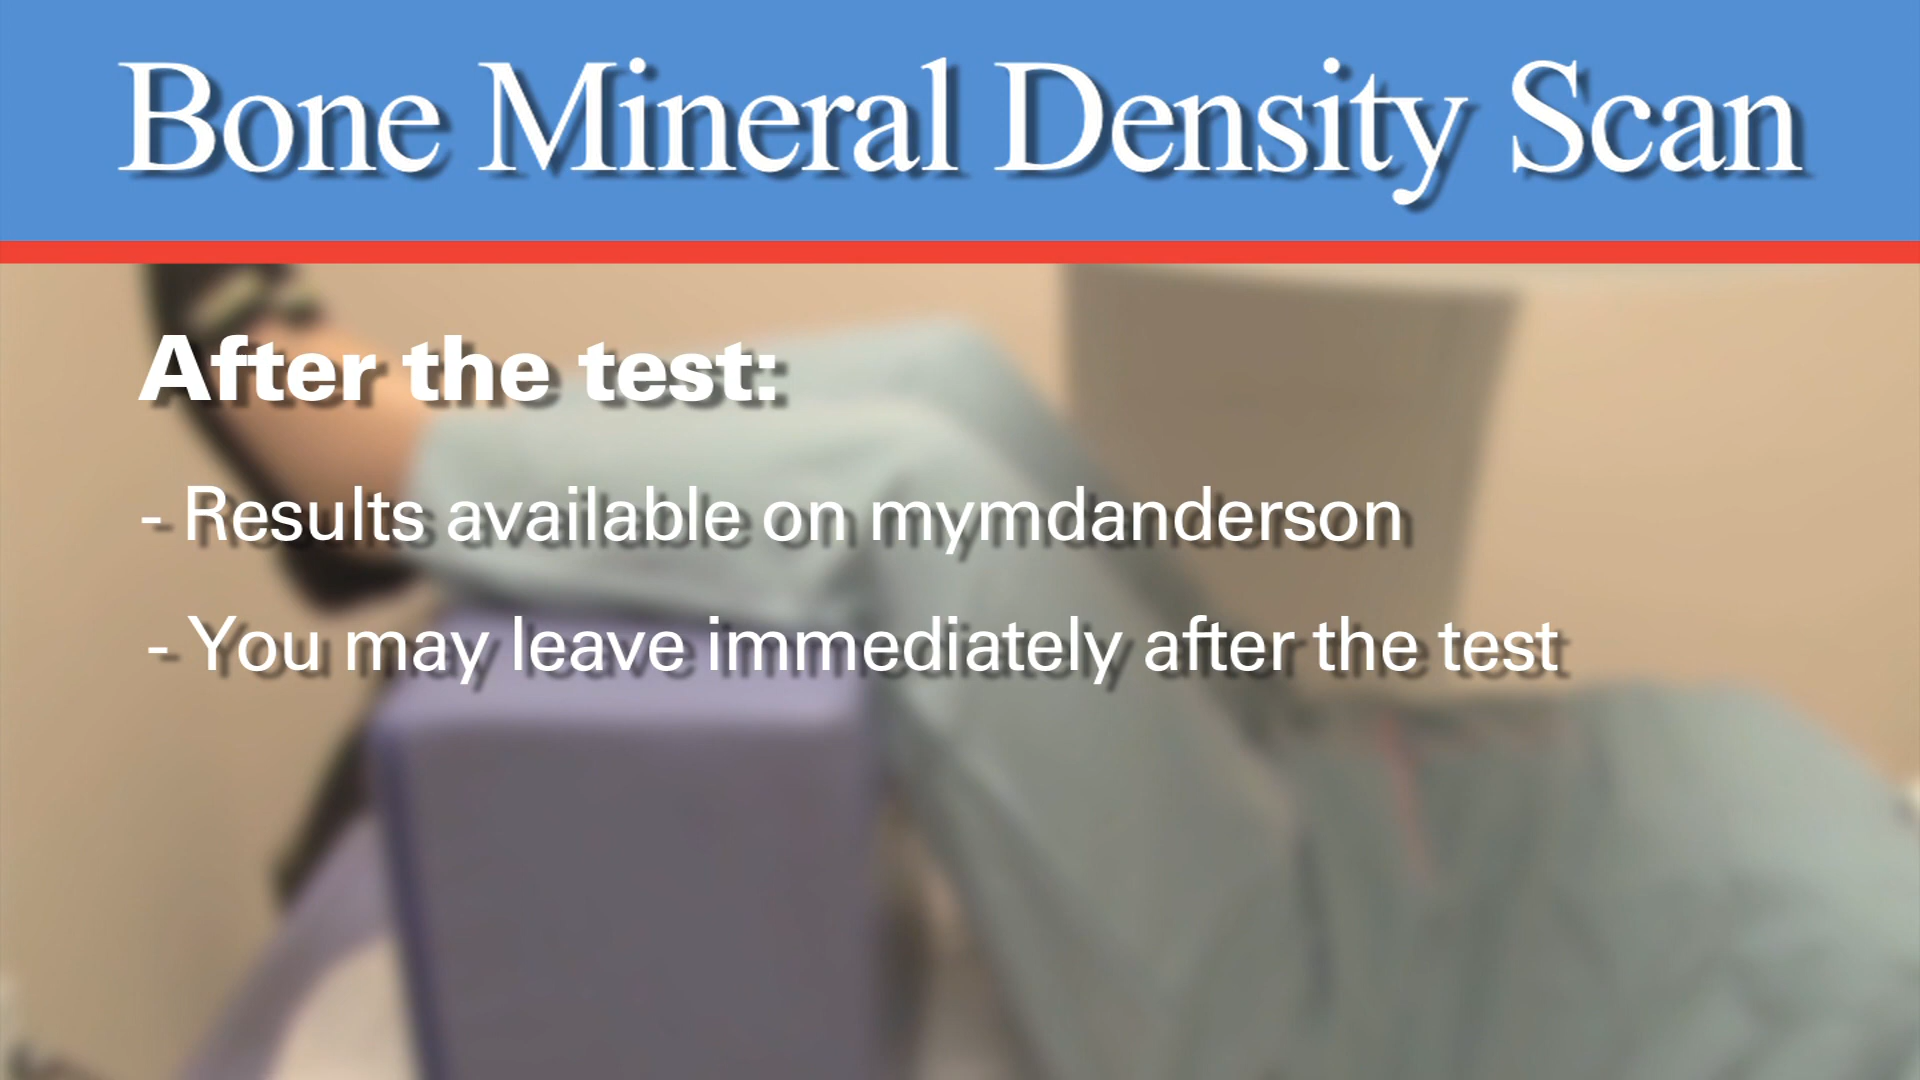 Bone Mineral Density Scan
After the test:
- Results available on mymdanderson
- You may leave immediately after the test